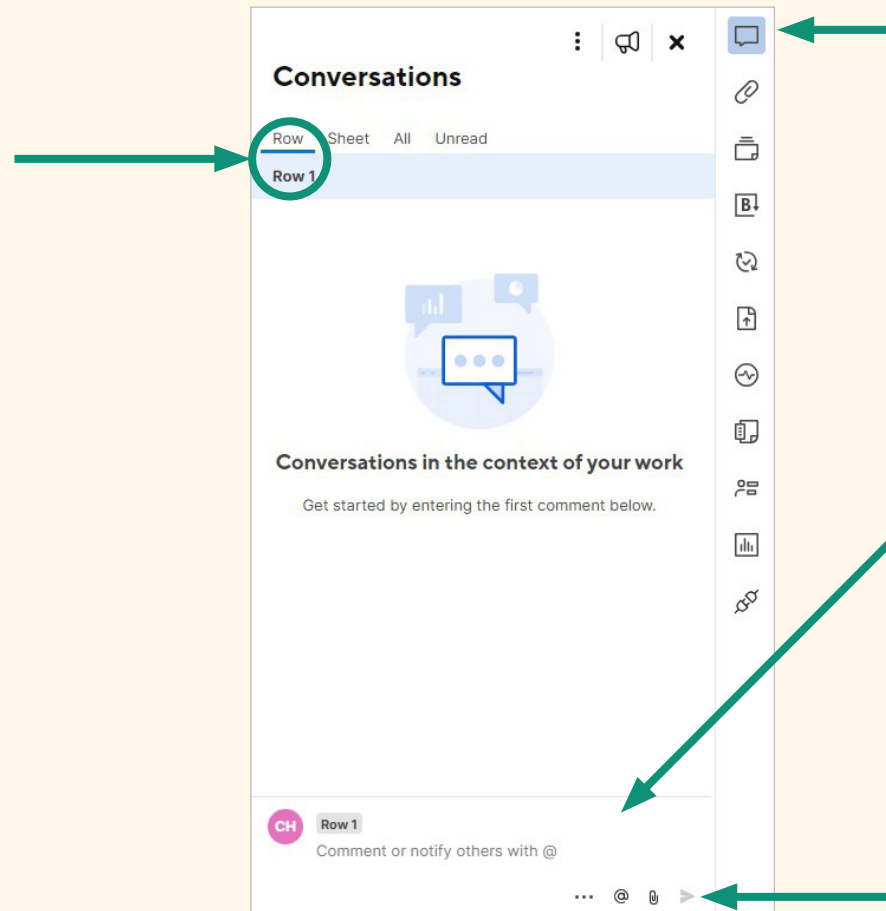 Conversations
Row Sheet All Unread
Row 1
Conversations in the context of your work
Get started by entering the first comment below.
CH Row 1
Comment or notify others with @
@
B